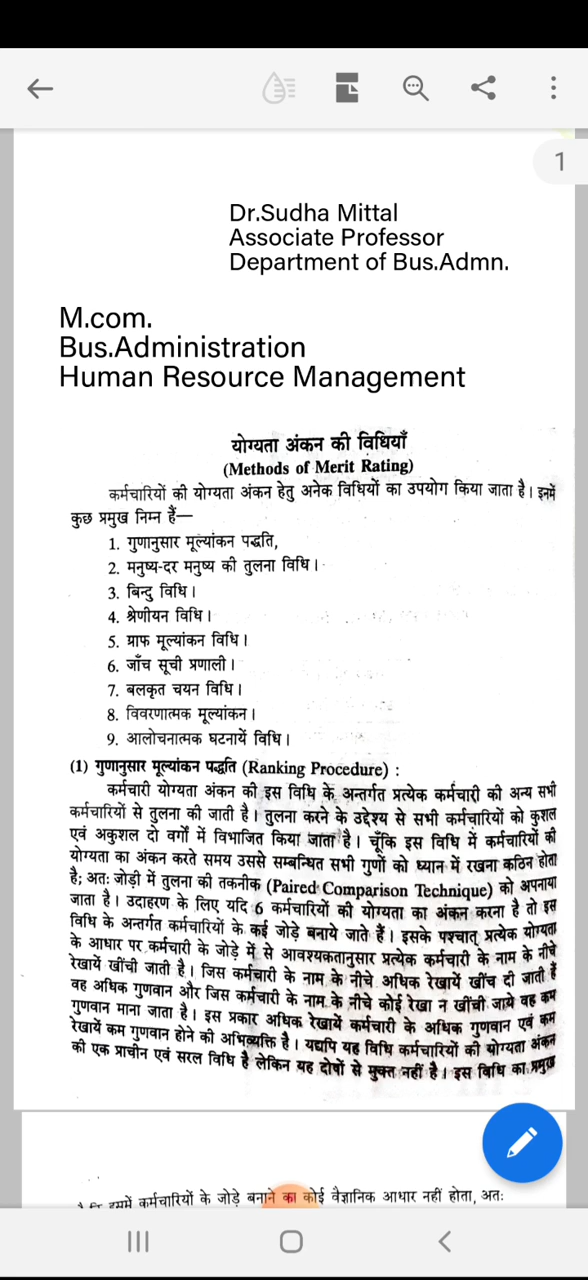 1
Dr.Sudha Mittal
Associate Professor
Department of Bus.Admn.
M.com.
Bus.Administration
Human Resource Management
योग्यता अंकन की विधियाँ
(Methods of Merit Rating)
कर्मचारियों की योग्यता अंकन हेतु अनेक विधियों का उपयोग किया जाता है। इनमें
कुछ प्रमुख निम्न हैं—
1. गुणानुसार मूल्यांकन पद्धति,
2. मनुष्य-दर मनुष्य की तुलना विधि।
3. बिन्दु विधि।
4. श्रेणीयन विधि।
5. ग्राफ मूल्यांकन विधि।
6. जाँच सूची प्रणाली।
7. बलकृत चयन विधि।
8. विवरणात्मक मूल्यांकन।
9. आलोचनात्मक घटनायें विधि।
(1) गुणानुसार मूल्यांकन पद्धति (Ranking Procedure) :
कर्मचारी योग्यता अंकन की इस विधि के अन्तर्गत प्रत्येक कर्मचारी की अन्य सभी
कर्मचारियों से तुलना की जाती है। तुलना करने के उद्देश्य से सभी कर्मचारियों को कुशल
एवं अकुशल दो वर्गों में विभाजित किया जाता है। चूँकि इस विधि में कर्मचारियों की
योग्यता का अंकन करते समय उससे सम्बन्धित सभी गुणों को ध्यान में रखना कठिन होता
है; अतः जोड़ी में तुलना की तकनीक (Paired Comparison Technique) को अपनाया
जाता है। उदाहरण के लिए यदि 6 कर्मचारियों की योग्यता का अंकन करना है तो इस
विधि के अन्तर्गत कर्मचारियों के कई जोड़े बनाये जाते हैं। इसके पश्चात् प्रत्येक योग्यता
के आधार पर कर्मचारी के जोड़े में से आवश्यकतानुसार प्रत्येक कर्मचारी के नाम के नीचे
रेखायें खींची जाती है। जिस कर्मचारी के नाम के नीचे अधिक रेखायें खींच दी जाती हैं
वह अधिक गुणवान और जिस कर्मचारी के नाम के नीचे कोई रेखा न खींची जाये वह कम
गुणवान माना जाता है। इस प्रकार अधिक रेखायें कर्मचारी के अधिक गुणवान एवं कम
रेखायें कम गुणवान होने की अभिव्यक्ति है। यद्यपि यह विधि कर्मचारियों की योग्यता अंकन
की एक प्राचीन एवं सरल विधि है लेकिन यह दोषों से मुक्त नहीं है। इस विधि का प्रमुख
इसमें कर्मचारियों के जोड़े बनाने का कोई वैज्ञानिक आधार नहीं होता, अतः